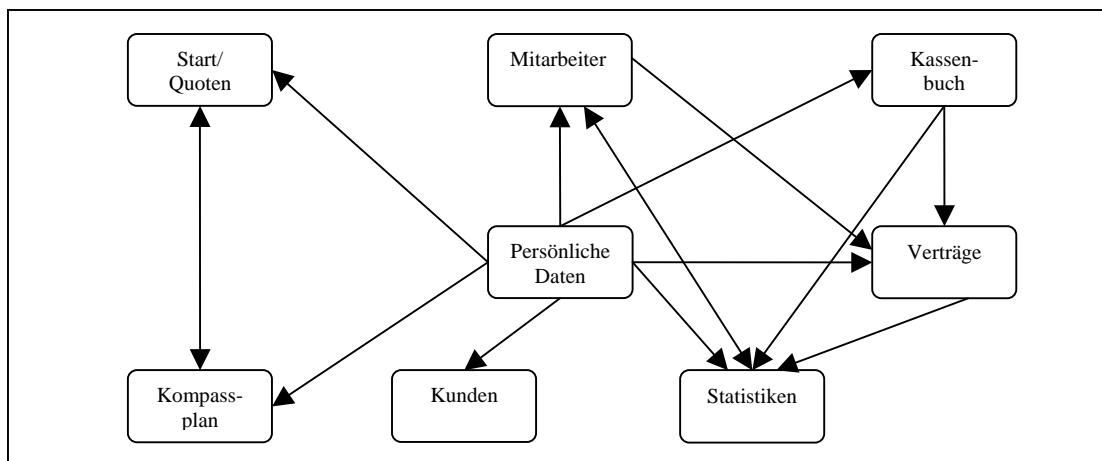 Start/
Quoten
Mitarbeiter
Kassen-
buch
Persönliche
Daten
Verträge
Kompass-
plan
Kunden
Statistiken